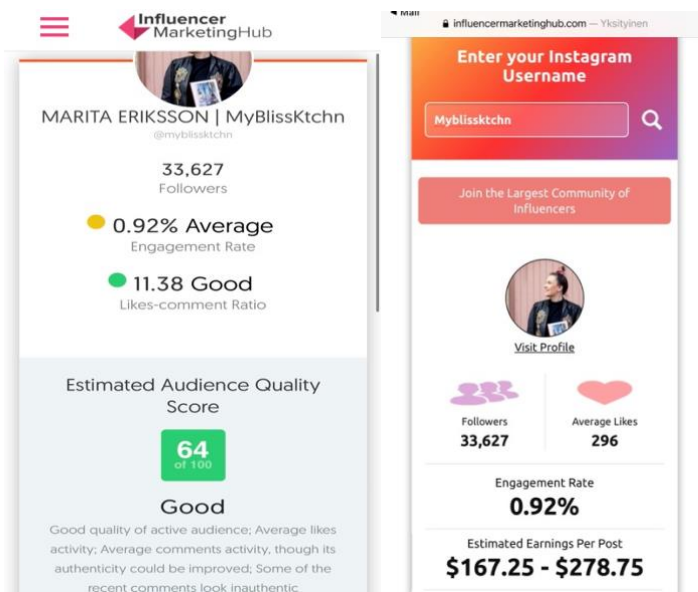 Influencer
MarketingHub
MARITA ERIKSSON | MyBlissKtchn
@myblissktchn
33,627
Followers
0.92% Average
Engagement Rate
11.38 Good
Likes-comment Ratio
Estimated Audience Quality
Score
64
of 100
Good
Good quality of active audience; Average likes
activity; Average comments activity, though its
authenticity could be improved; Some of the
recent comments look inauthentic
Mail
influencermarketinghub.com — Yksityinen
Enter your Instagram
Username
Myblissktchn
Join the Largest Community of
Influencers
Visit Profile
Followers
33,627
Average Likes
296
Engagement Rate
0.92%
Estimated Earnings Per Post
$167.25 - $278.75